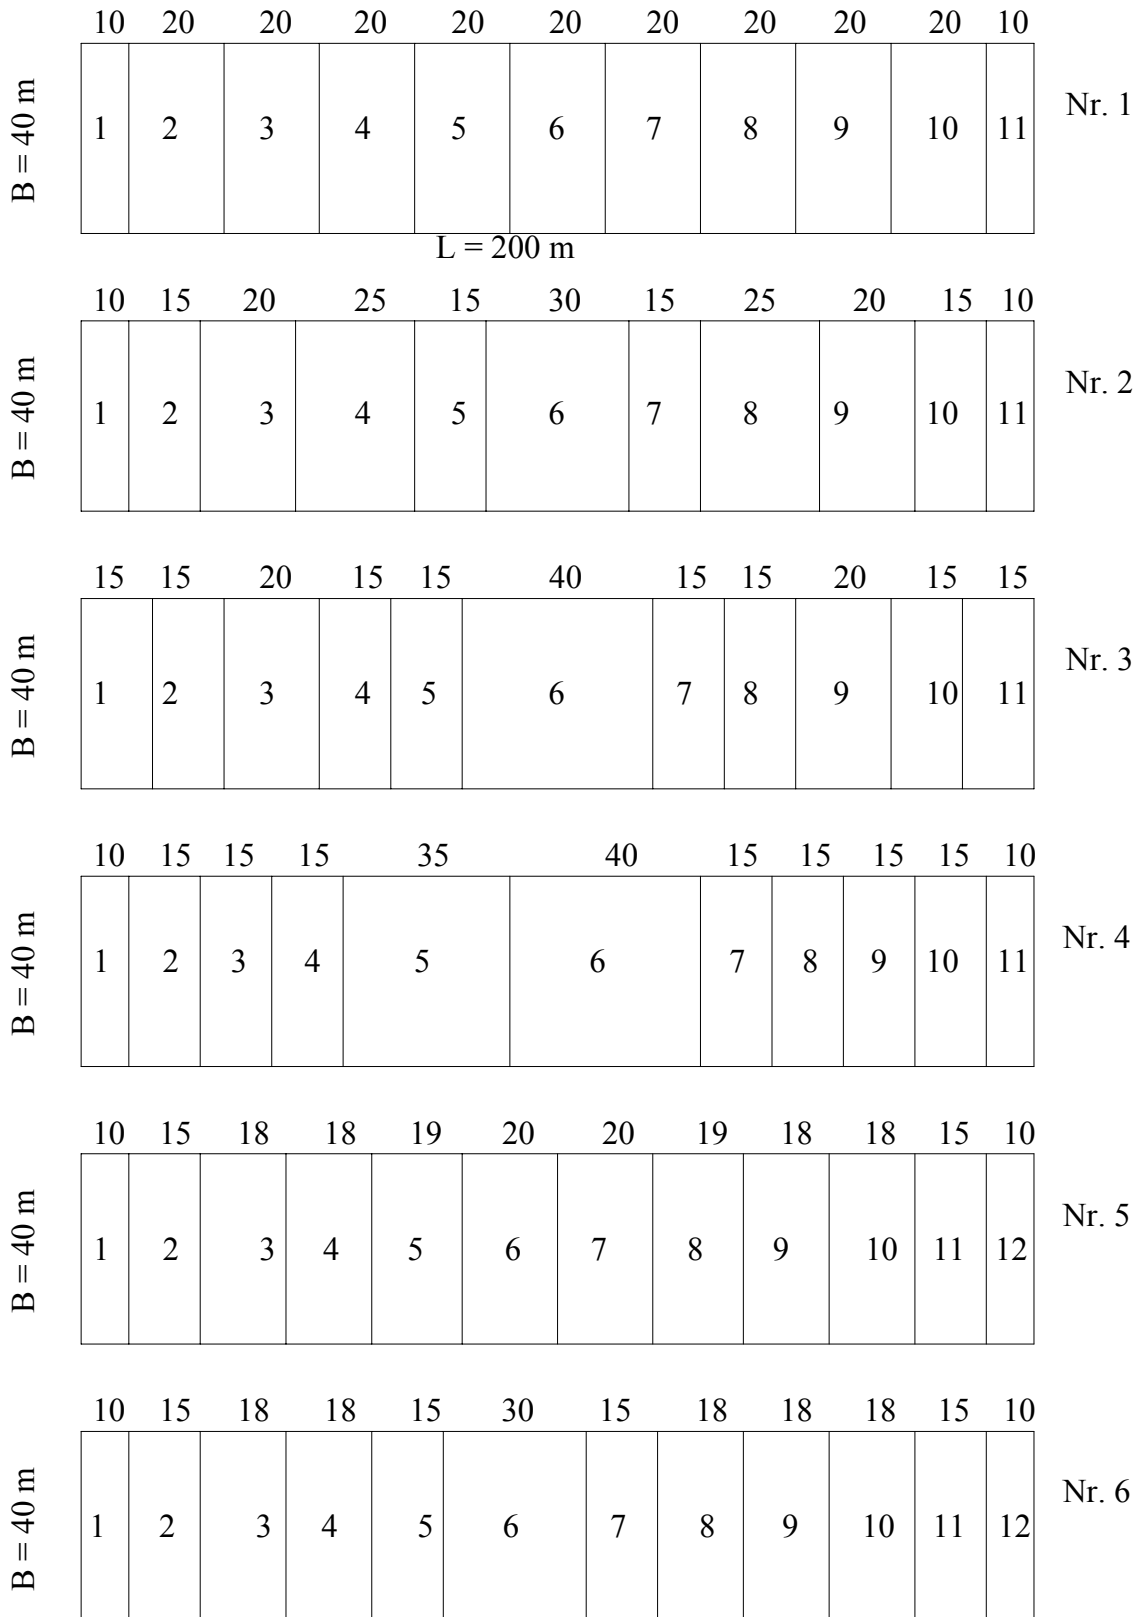 10 20 20 20 20 20 20 20 20 20 10
B = 40 m
1 2 3 4 5 6 7 8 9 10 11
Nr. 1
L = 200 m
10 15 20 25 15 30 15 25 20 15 10
B = 40 m
1 2 3 4 5 6 7 8 9 10 11
Nr. 2
15 15 20 15 15 40 15 15 20 15 15
B = 40 m
1 2 3 4 5 6 7 8 9 10 11
Nr. 3
10 15 15 15 35 40 15 15 15 15 10
B = 40 m
1 2 3 4 5 6 7 8 9 10 11
Nr. 4
10 15 18 18 19 20 20 19 18 18 15 10
B = 40 m
1 2 3 4 5 6 7 8 9 10 11 12
Nr. 5
10 15 18 18 15 30 15 18 18 18 15 10
B = 40 m
1 2 3 4 5 6 7 8 9 10 11 12
Nr. 6